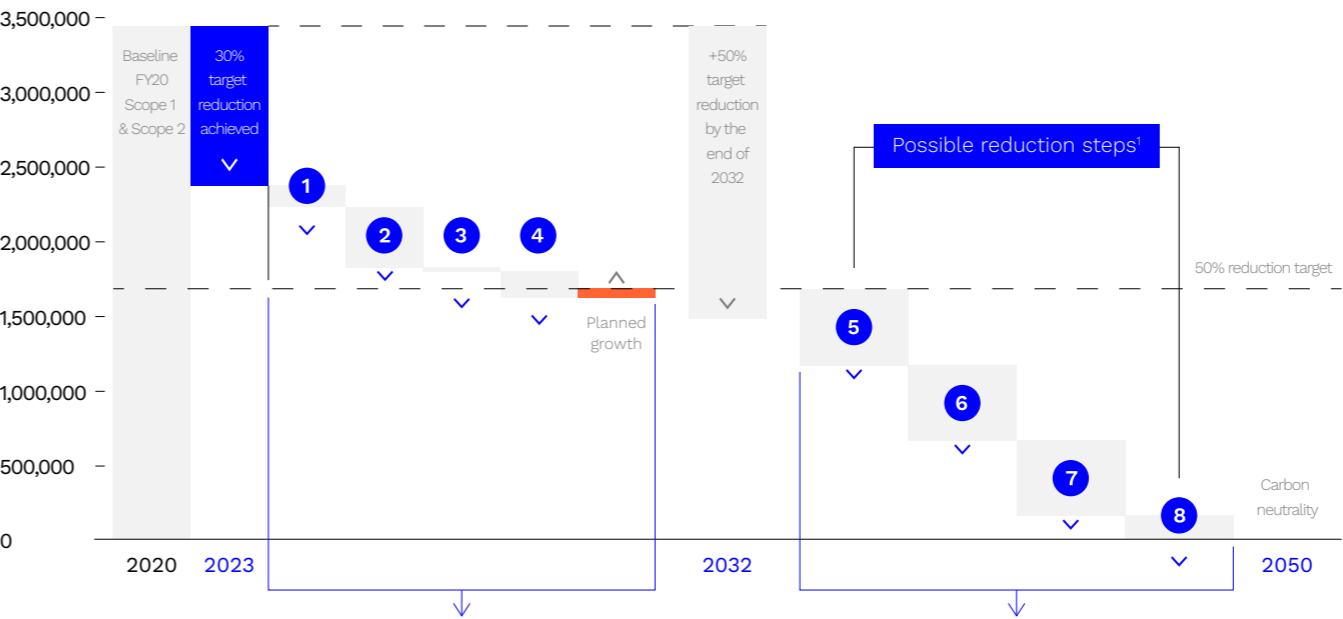 3,500,000
3,000,000
2,500,000
2,000,000
1,500,000
1,000,000
500,000
0
Baseline
FY20
Scope 1
& Scope 2
30%
target
reduction
achieved
1
2
3
4
Planned
growth
+50%
target
reduction
by the
end of
2032
Possible reduction steps¹
50% reduction target
5
6
7
8
Carbon
neutrality
2020
2023
2032
2050